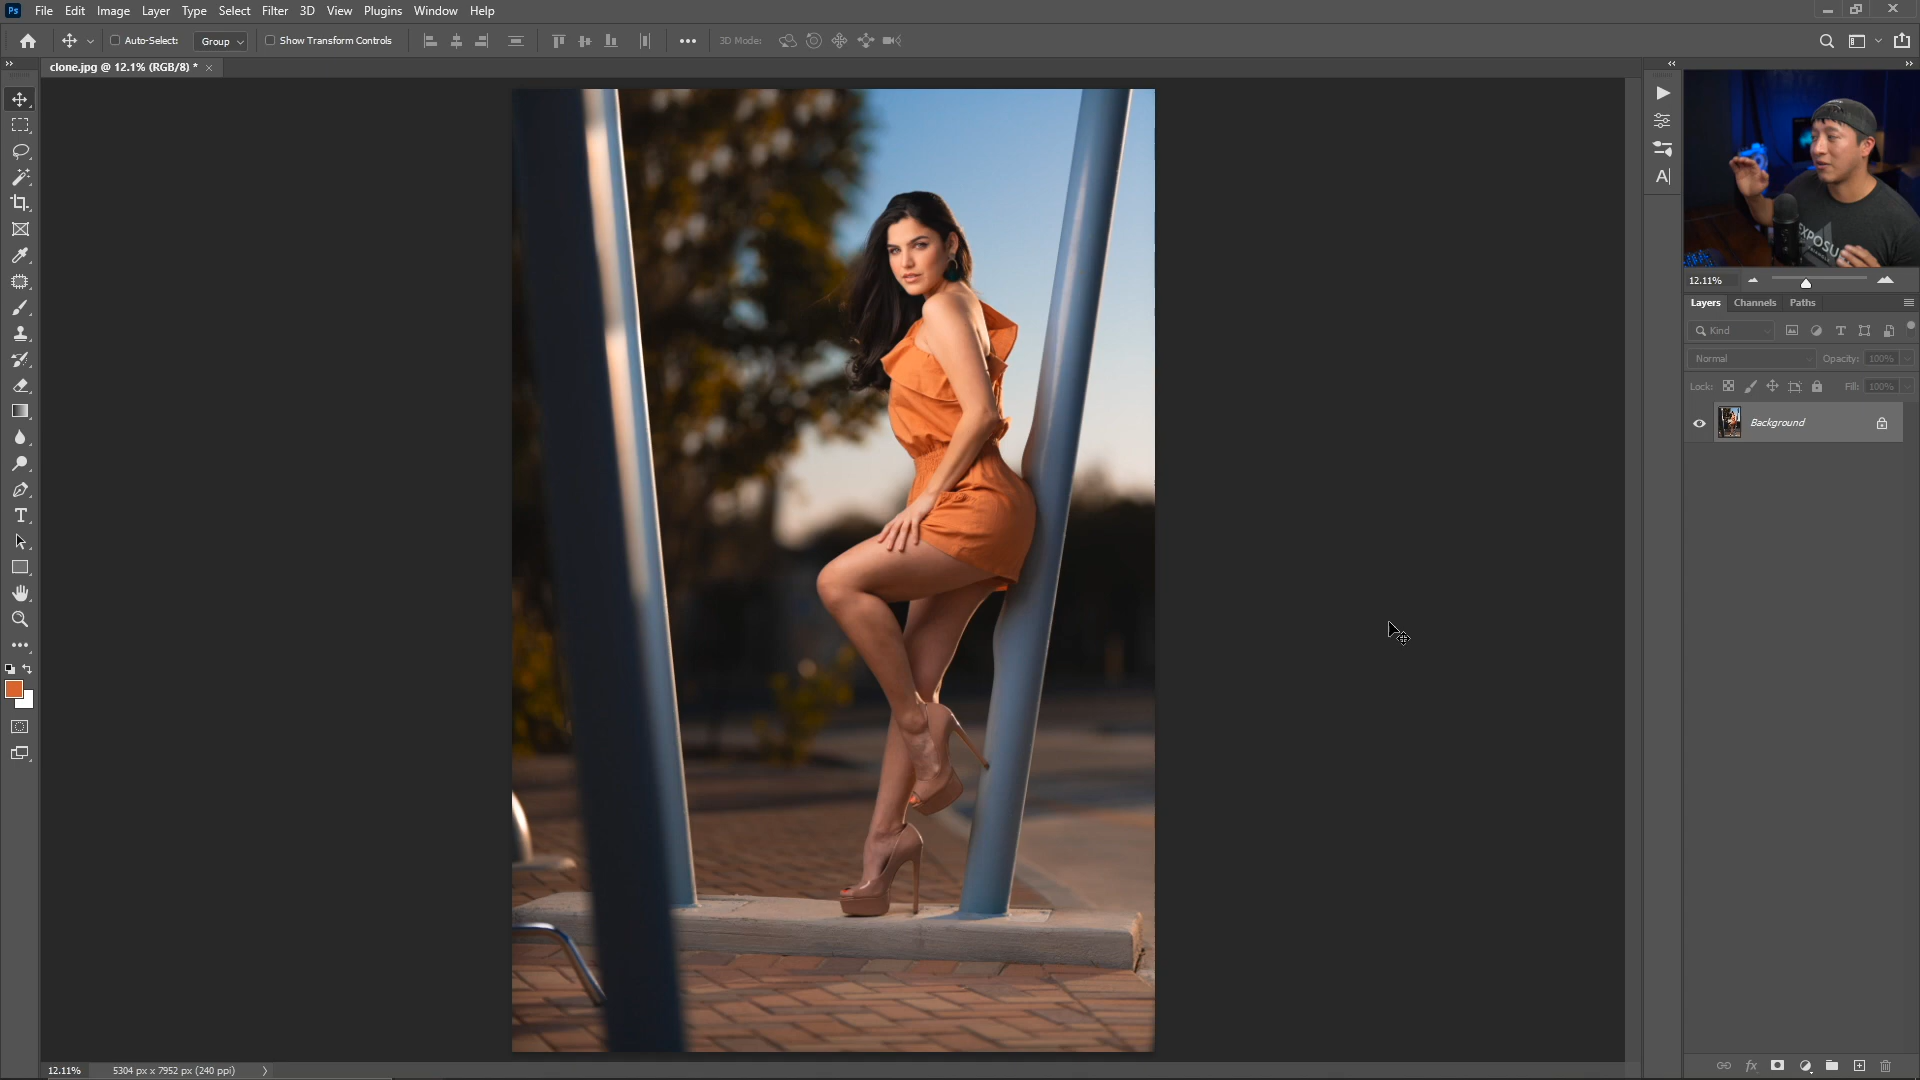 Ps File Edit Image Layer Type Select Filter 3D View Plugins Window Help
Auto-Select: Group Show Transform Controls 3D Mode:
clone.jpg @ 12.1% (RGB/8) *
EXPOSU
12.11%
Layers Channels Paths
Kind
Normal Opacity: 100%
Lock: Fill: 100%
Background
12.11% 5304 px x 7952 px (240 ppi)